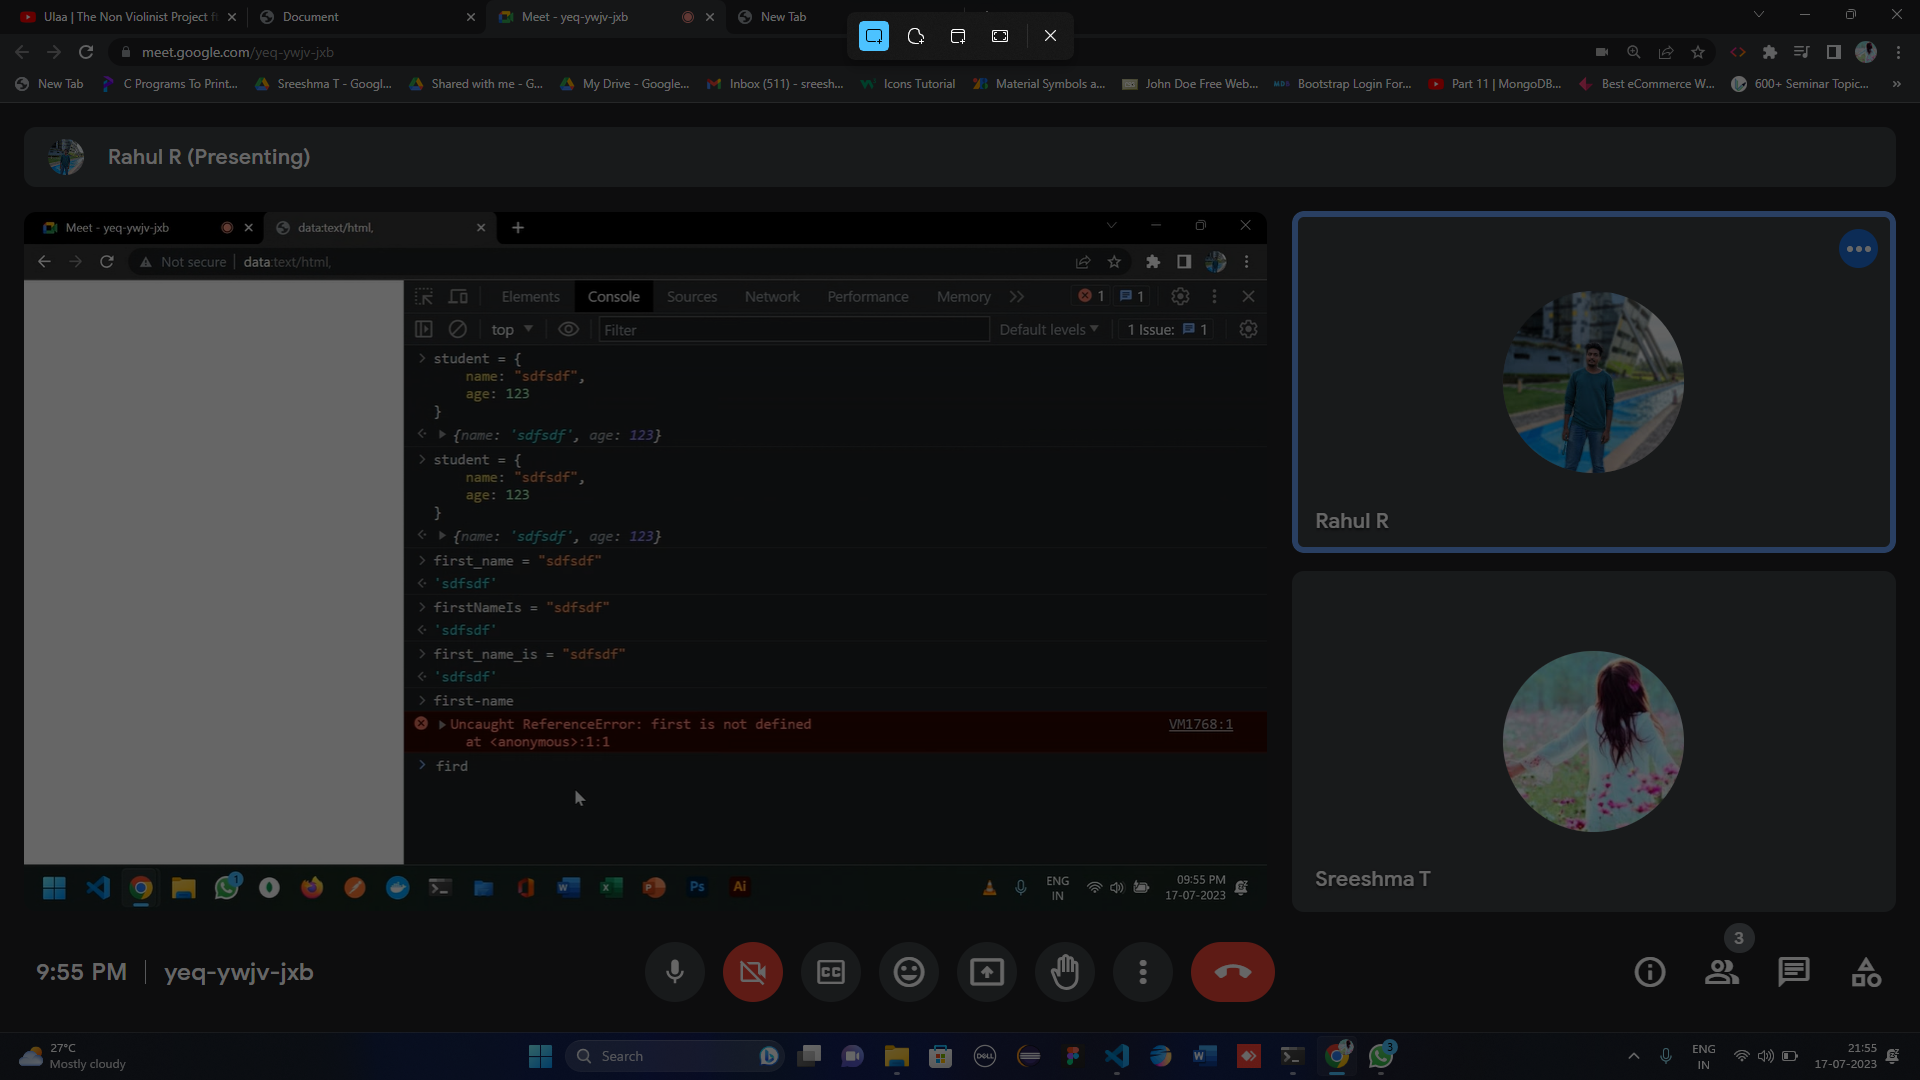 Ulaa | The Non Violinist Project f
Document
Meet - yeq-ywjv-jxb
New Tab
meet.google.com/yeq-ywjv-jxb
New Tab
C Programs To Print...
Sreeshma T - Googl...
Shared with me - G...
My Drive - Google...
Inbox (511) - sreesh...
Icons Tutorial
Material Symbols a...
John Doe Free Web...
Bootstrap Login For...
Part 11 | MongoDB...
Best eCommerce W...
600+ Seminar Topic...
Rahul R (Presenting)
Meet - yeq-ywjv-jxb
data:text/html,
Not secure
data:text/html,
Elements
Console
Sources
Network
Performance
Memory
1
1
top
Filter
Default levels
1 Issue:
1
student = {
name: "sdfsdf",
age: 123
}
{name: 'sdfsdf', age: 123}
student = {
name: "sdfsdf",
age: 123
}
{name: 'sdfsdf', age: 123}
first_name = "sdfsdf"
'sdfsdf'
firstNameIs = "sdfsdf"
'sdfsdf'
first_name_is = "sdfsdf"
'sdfsdf'
first-name
Uncaught ReferenceError: first is not defined
VM1768:1
at <anonymous>:1:1
fird
1
Ps
Ai
ENG
IN
09:55 PM
17-07-2023
Rahul R
Sreeshma T
9:55 PM
yeq-ywjv-jxb
CC
3
27°C
Mostly cloudy
Search
DELL
3
ENG
IN
21:55
17-07-2023